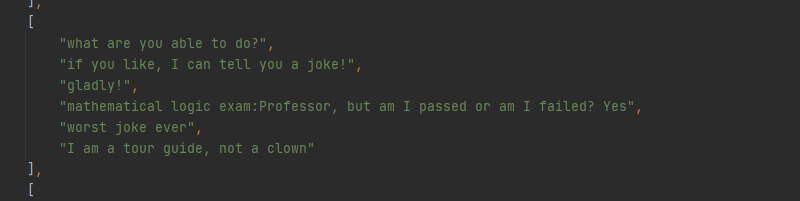 ],
[
"what are you able to do?",
"if you like, I can tell you a joke!",
"gladly!",
"mathematical logic exam:Professor, but am I passed or am I failed? Yes",
"worst joke ever",
"I am a tour guide, not a clown"
],
[